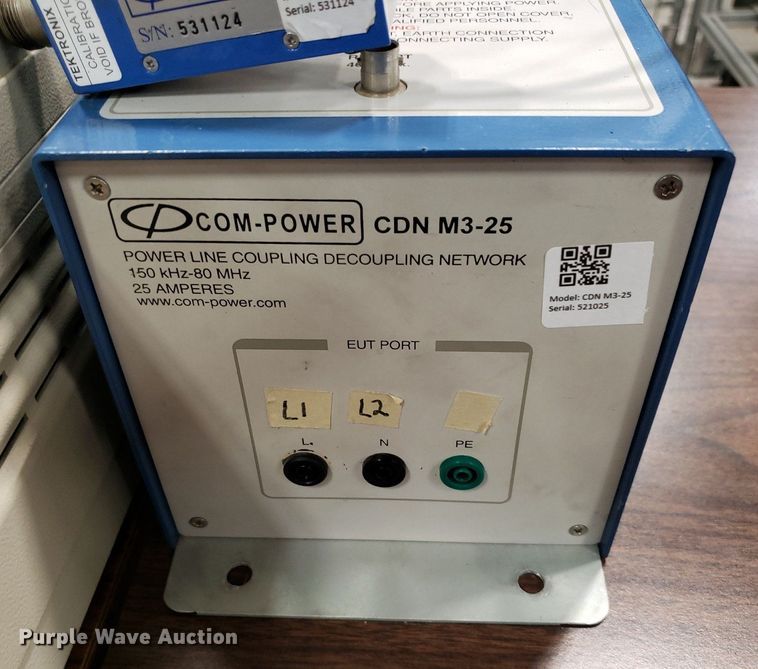 TEKTRONIX
CALIBRATIO
VOID IF BRO
S/N: 531124
Serial: 531124
BEFORE APPLYING POWER.
PARTS INSIDE.
DO NOT OPEN COVER.
PERSONNEL.
EARTH CONNECTION
CONNECTING SUPPLY.
COM-POWER CDN M3-25
POWER LINE COUPLING DECOUPLING NETWORK
150 kHz-80 MHz
25 AMPERES
www.com-power.com
Model: CDN M3-25
Serial: 521025
EUT PORT
L1 L2
L N PE
Purple Wave Auction